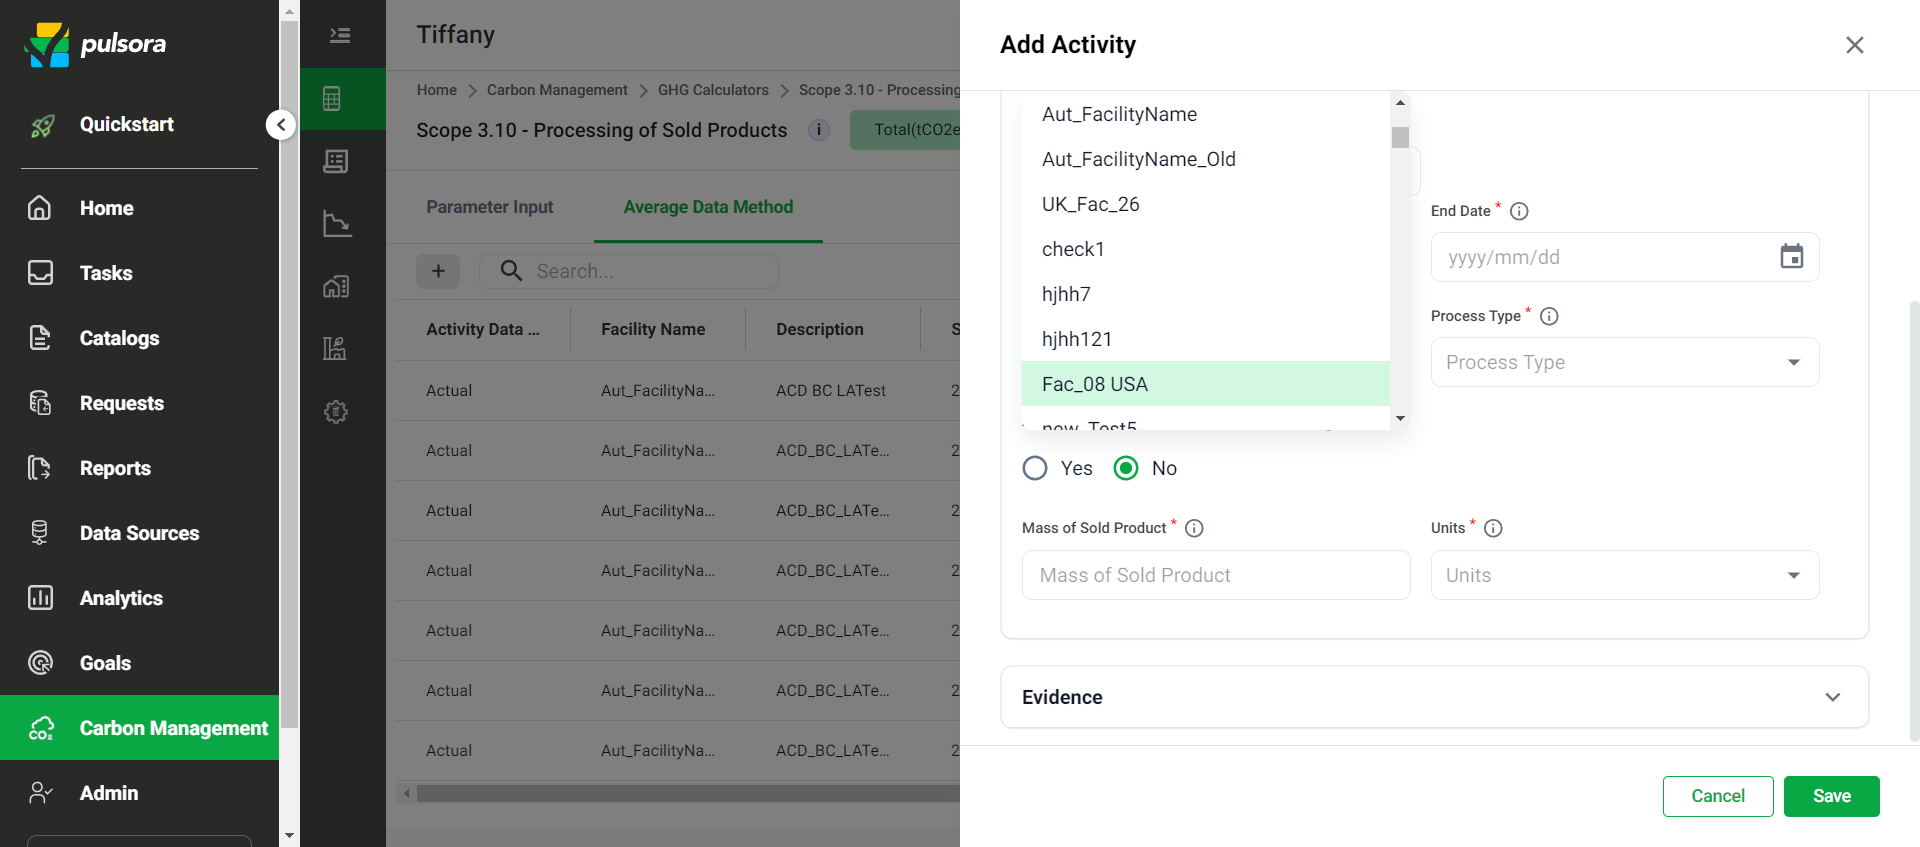 pulsora
Quickstart
Home
Tasks
Catalogs
Requests
Reports
Data Sources
Analytics
Goals
Carbon Management
Admin
Tiffany
Home > Carbon Management > GHG Calculators > Scope 3.10 - Processing
Scope 3.10 - Processing of Sold Products i Total(tCO2e
Parameter Input Average Data Method
+ Search...
Activity Data ... Facility Name Description S
Actual Aut_FacilityNa... ACD BC LATest 2
Actual Aut_FacilityNa... ACD_BC_LATe... 2
Actual Aut_FacilityNa... ACD_BC_LATe... 2
Actual Aut_FacilityNa... ACD_BC_LATe... 2
Actual Aut_FacilityNa... ACD_BC_LATe... 2
Actual Aut_FacilityNa... ACD_BC_LATe... 2
Actual Aut_FacilityNa... ACD_BC_LATe... 2
Add Activity
Aut_FacilityName
Aut_FacilityName_Old
UK_Fac_26
check1
hjhh7
hjhh121
Fac_08 USA
new_Test5
End Date *
yyyy/mm/dd
Process Type *
Process Type
Yes No
Mass of Sold Product *
Mass of Sold Product
Units *
Units
Evidence
Cancel Save